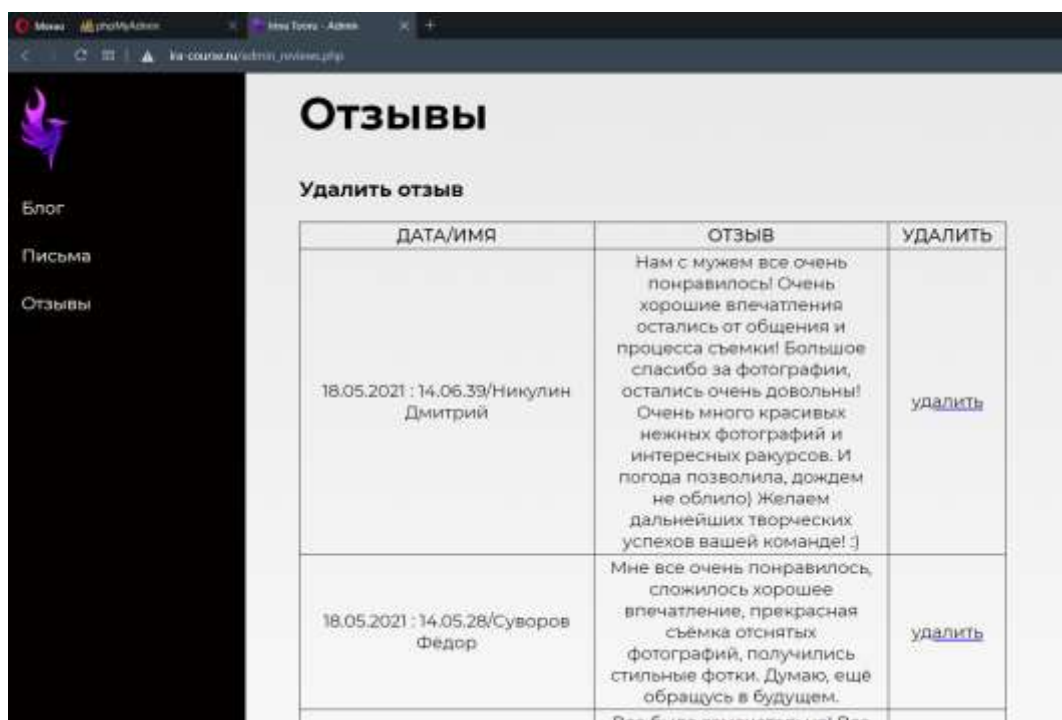 Меню
phpMyAdmin
Admin
ira-course.ru/admin_reviews.php
Отзывы
Удалить отзыв
Блог
Письма
Отзывы
ДАТА/ИМЯ ОТЗЫВ УДАЛИТЬ
18.05.2021 : 14.06.39/Никулин
Дмитрий
Нам с мужем все очень
понравилось! Очень
хорошие впечатления
остались от общения и
процесса съемки! Большое
спасибо за фотографии,
остались очень довольны!
Очень много красивых
нежных фотографий и
интересных ракурсов. И
погода позволила, дождем
не облило) Желаем
дальнейших творческих
успехов вашей команде! :)
удалить
18.05.2021 : 14.05.28/Суворов
Фёдор
Мне все очень понравилось,
сложилось хорошее
впечатление, прекрасная
съёмка отснятых
фотографий, получились
стильные фотки. Думаю, ещё
обращусь в будущем.
удалить